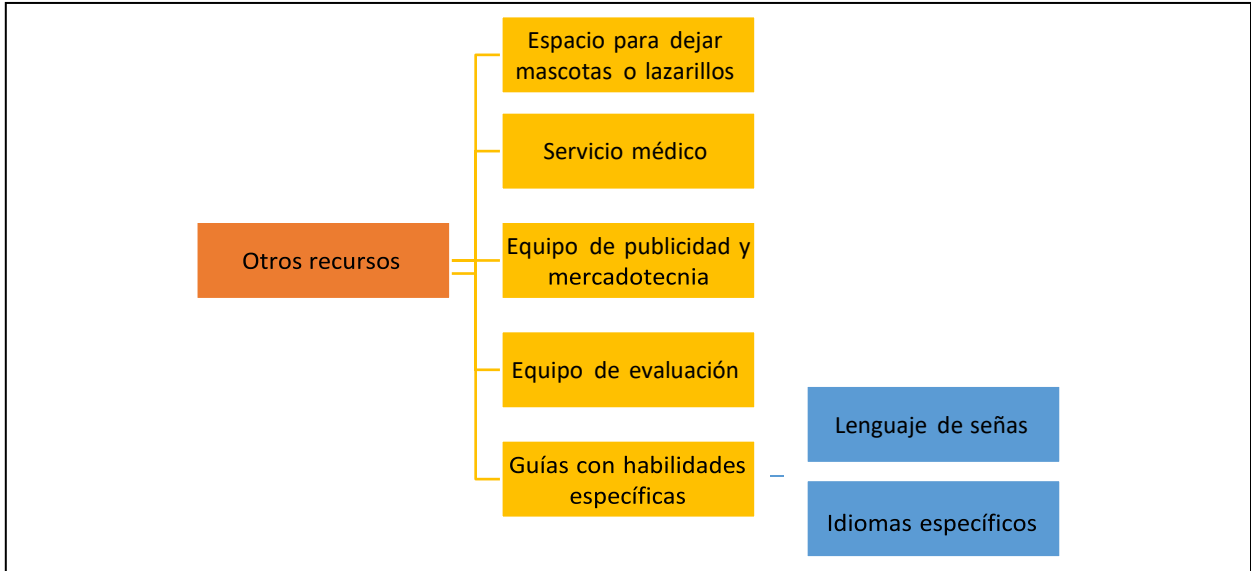 Espacio para dejar
mascotas o lazarillos
Servicio médico
Otros recursos
Equipo de publicidad y
mercadotecnia
Equipo de evaluación
Guías con habilidades
específicas
Lenguaje de señas
Idiomas específicos